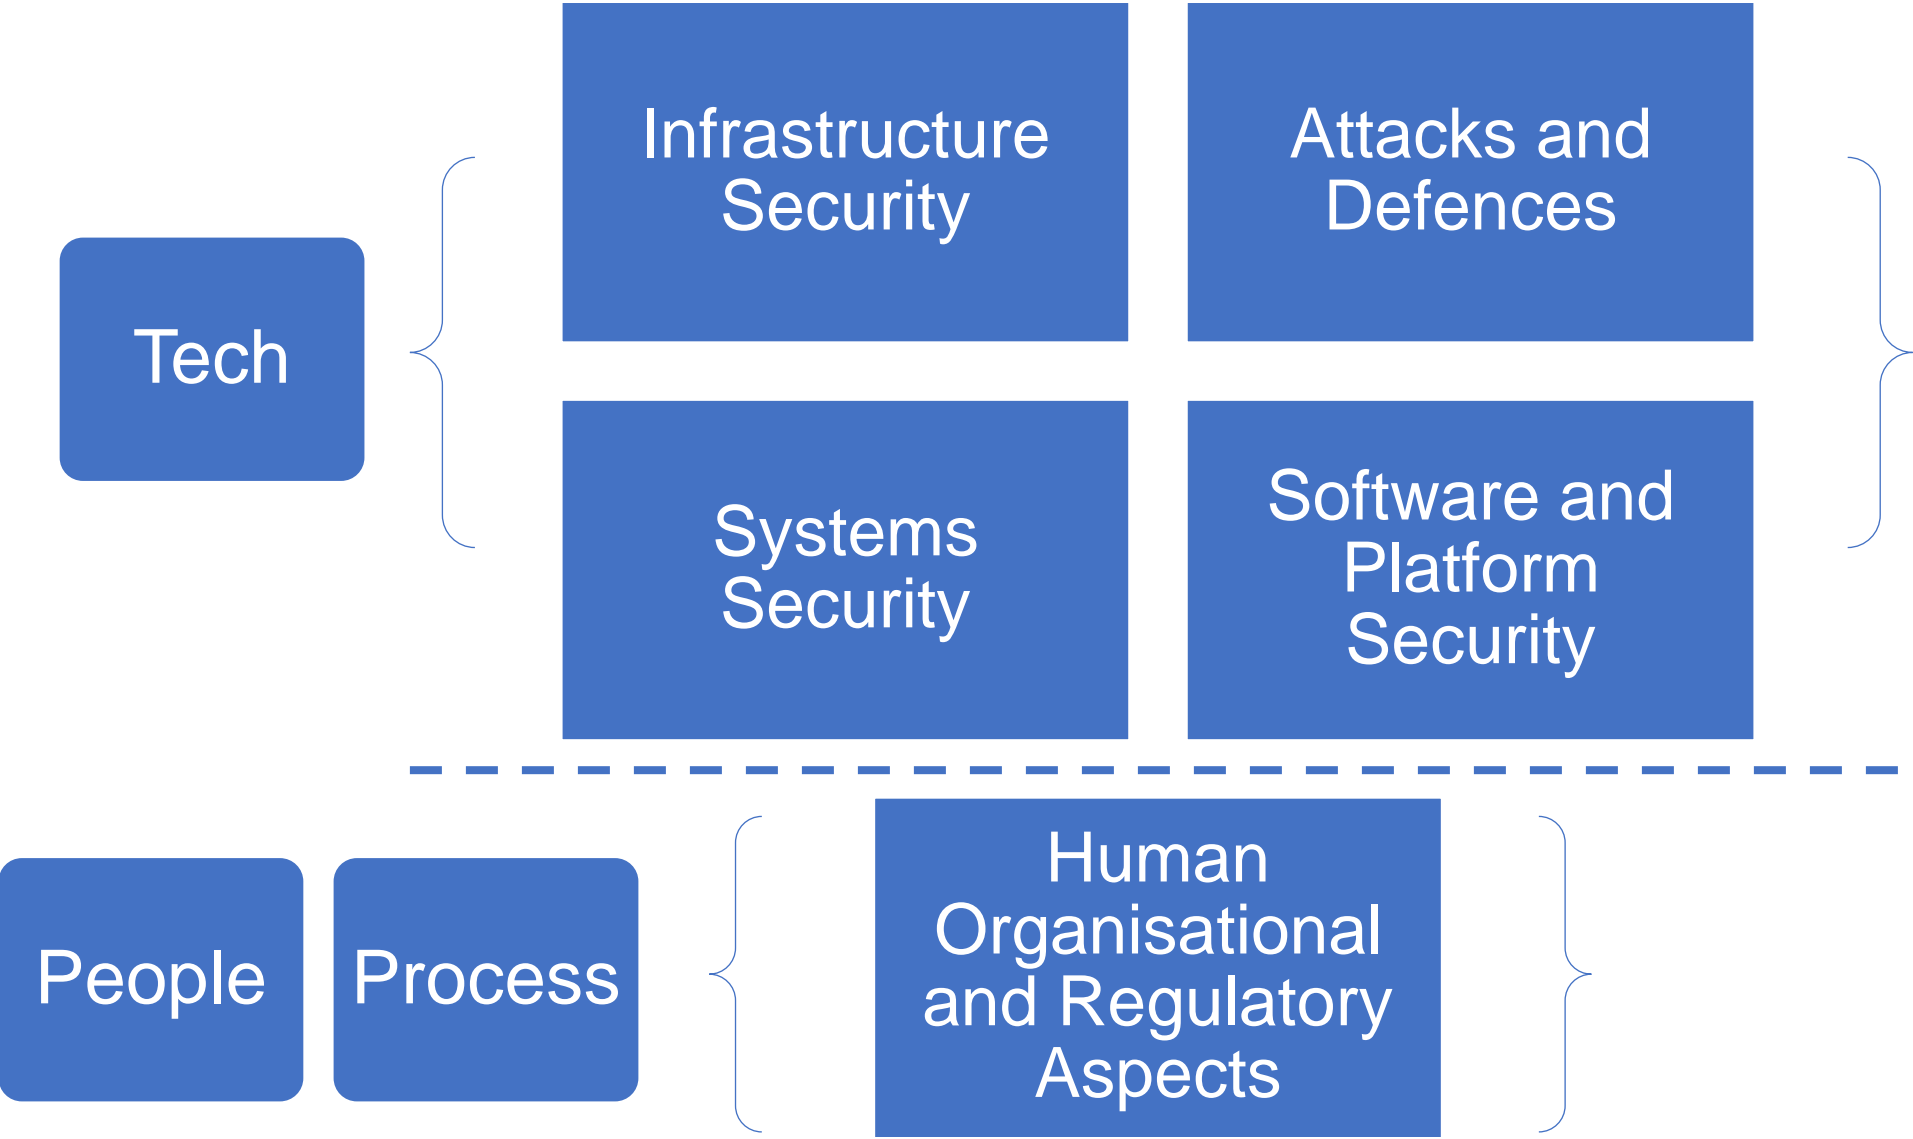 Tech
Infrastructure
Security
Attacks and
Defences
Systems
Security
Software and
Platform
Security
People
Process
Human
Organisational
and Regulatory
Aspects